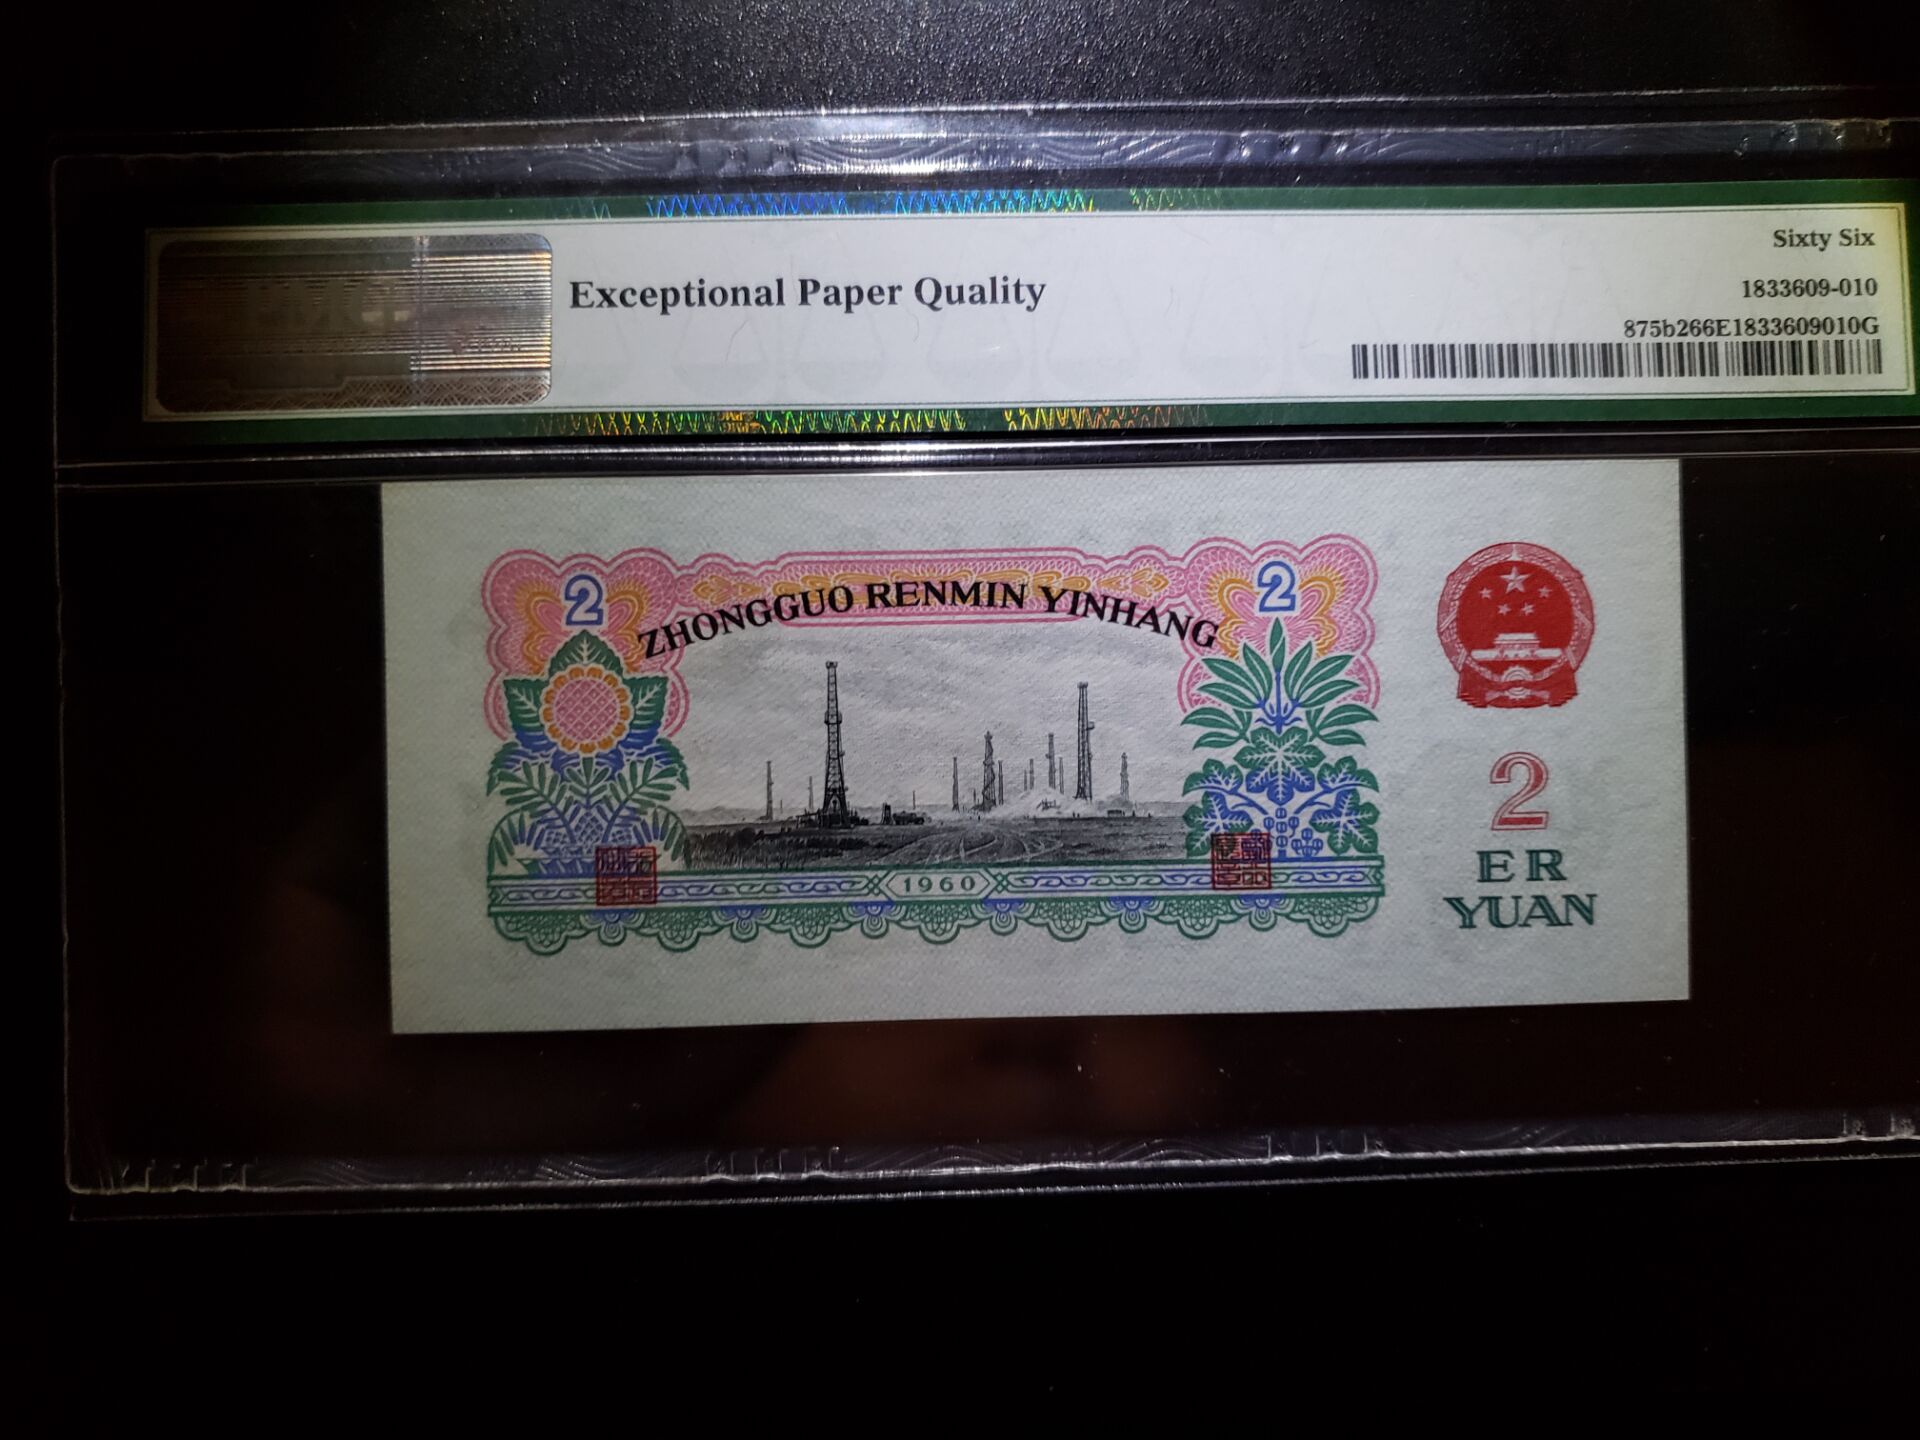 Sixty Six
Exceptional Paper Quality
1833609-010
875b266E1833609010G
2
2
ZHONGGUO RENMIN YINHANG
2
1960
ER
YUAN